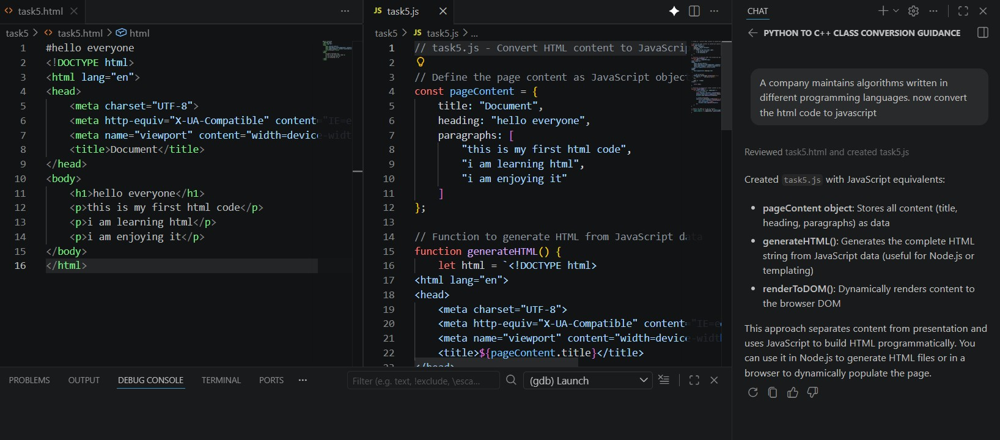 task5.html
task5 > task5.html > html
1 #hello everyone
2 <!DOCTYPE html>
3 <html lang="en">
4 <head>
5 <meta charset="UTF-8">
6 <meta http-equiv="X-UA-Compatible" content="IE=e
7 <meta name="viewport" content="width=device-widt
8 <title>Document</title>
9 </head>
10 <body>
11 <h1>hello everyone</h1>
12 <p>this is my first html code</p>
13 <p>i am learning html</p>
14 <p>i am enjoying it</p>
15 </body>
16 </html>
JS task5.js
task5 > JS task5.js > ...
1 // task5.js - Convert HTML content to JavaScrip
2
3 // Define the page content as JavaScript objec
4 const pageContent = {
5 title: "Document",
6 heading: "hello everyone",
7 paragraphs: [
8 "this is my first html code",
9 "i am learning html",
10 "i am enjoying it"
11 ]
12 };
13
14 // Function to generate HTML from JavaScript data
15 function generateHTML() {
16 let html = `<!DOCTYPE html>
17 <html lang="en">
18 <head>
19 <meta charset="UTF-8">
20 <meta http-equiv="X-UA-Compatible" content="IE=e
21 <meta name="viewport" content="width=device-widt
22 <title>${pageContent.title}</title>
23 </head>
CHAT
PYTHON TO C++ CLASS CONVERSION GUIDANCE
A company maintains algorithms written in
different programming languages. now convert
the html code to javascript
Reviewed task5.html and created task5.js
Created task5.js with JavaScript equivalents:
• pageContent object: Stores all content (title,
heading, paragraphs) as data
• generateHTML(): Generates the complete HTML
string from JavaScript data (useful for Node.js or
templating)
• renderToDOM(): Dynamically renders content to
the browser DOM
This approach separates content from presentation and
uses JavaScript to build HTML programmatically. You
can use it in Node.js to generate HTML files or in a
browser to dynamically populate the page.
PROBLEMS OUTPUT DEBUG CONSOLE TERMINAL PORTS
Filter (e.g. text, !exclude, \esca...
(gdb) Launch